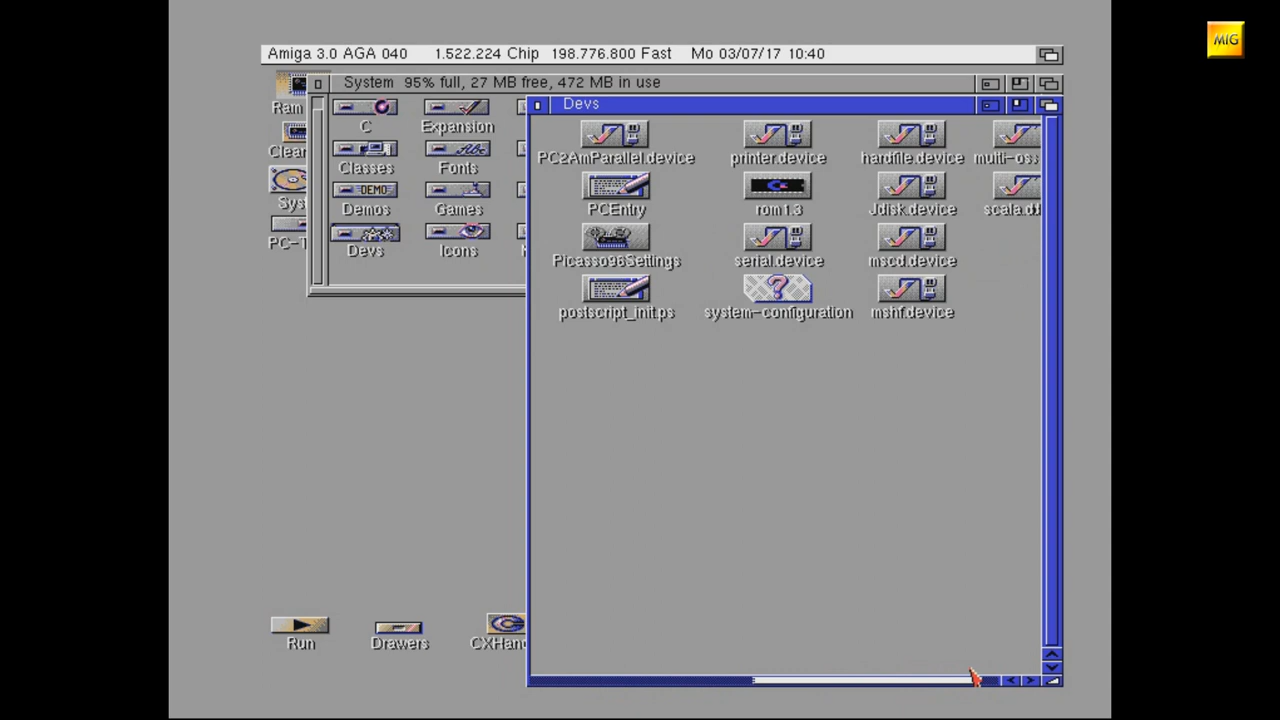 MIG
Amiga 3.0 AGA 040 1.522.224 Chip 198.776.800 Fast Mo 03/07/17 10:40
System 95% full, 27 MB free, 472 MB in use
Devs
Ram
C
Expansion
Classes
Fonts
Demos
Games
Devs
Icons
PC2AmParallel.device
printer.device
hardfile.device
PCEntry
rom1.3
Jdisk.device
Picasso96Settings
serial.device
mscd.device
postscript_init.ps
system-configuration
mshf.device
DEMO
Abc
Run
Drawers